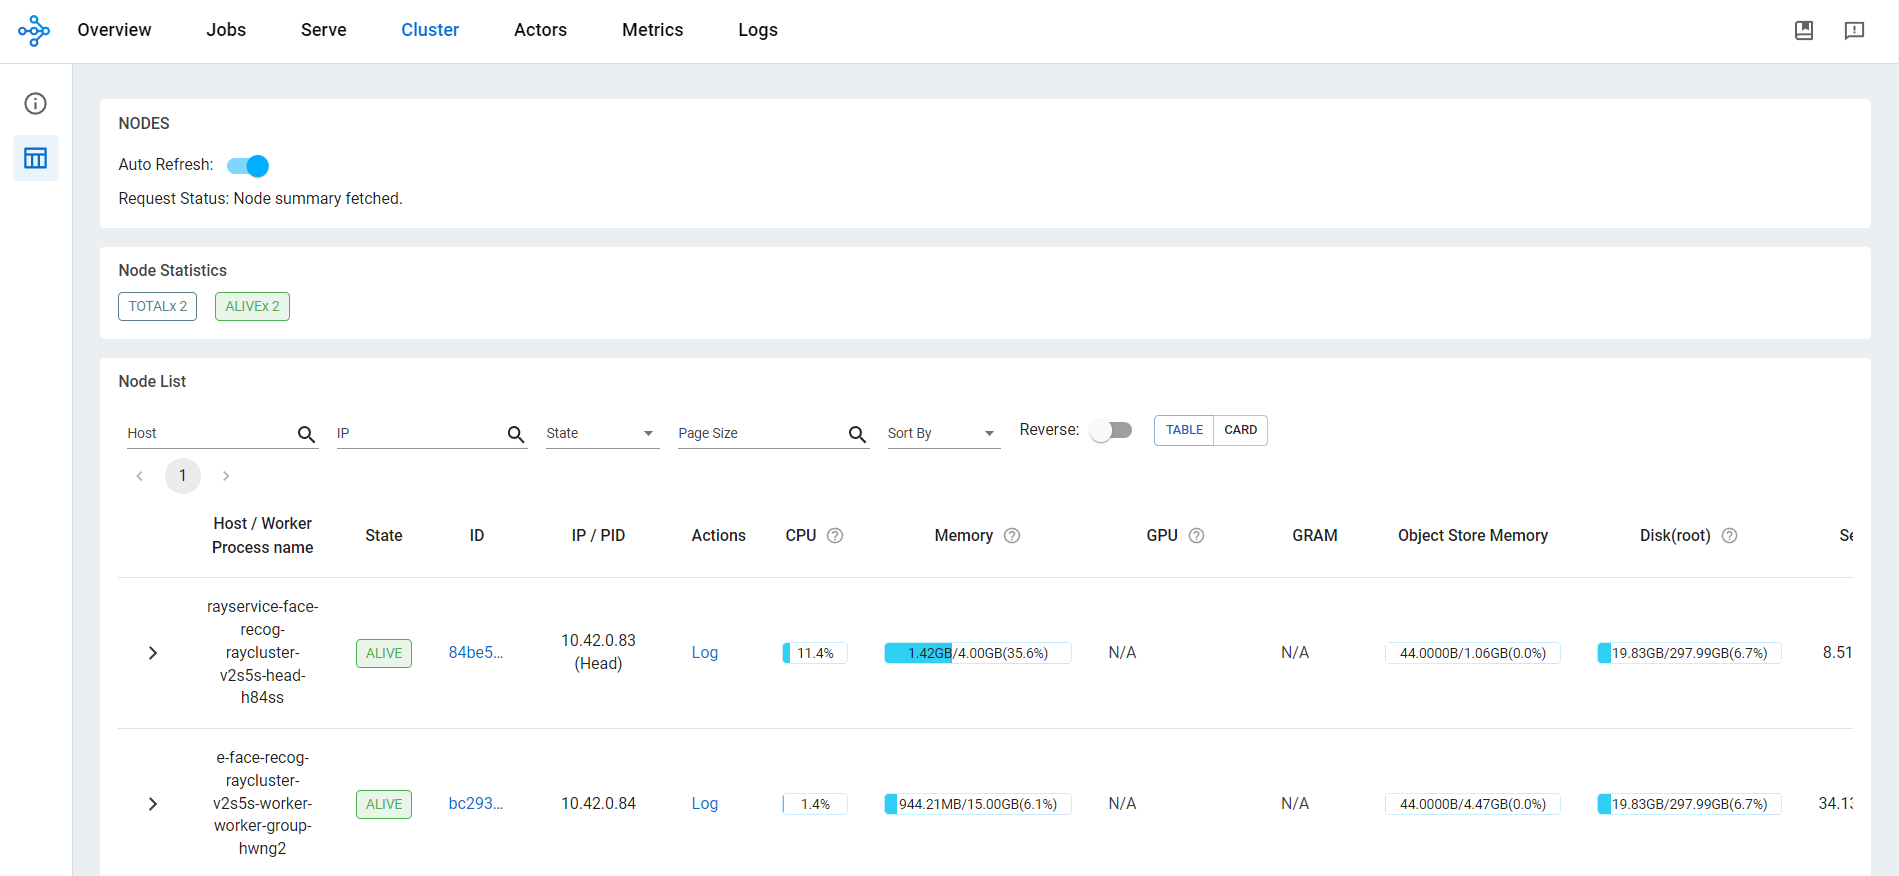 Overview Jobs Serve Cluster Actors Metrics Logs
NODES
Auto Refresh:
Request Status: Node summary fetched.
Node Statistics
TOTALx 2 ALIVEx 2
Node List
Host IP State Page Size Sort By Reverse: TABLE CARD
1
Host / Worker
Process name State ID IP / PID Actions CPU Memory GPU GRAM Object Store Memory Disk(root) Se
rayservice-face-
recog-
raycluster-
v2s5s-head-
h84ss
ALIVE 84be5... 10.42.0.83
(Head) Log 11.4% 1.42GB/4.00GB(35.6%) N/A N/A 44.0000B/1.06GB(0.0%) 19.83GB/297.99GB(6.7%) 8.51
e-face-recog-
raycluster-
v2s5s-worker-
worker-group-
hwng2
ALIVE bc293... 10.42.0.84 Log 1.4% 944.21MB/15.00GB(6.1%) N/A N/A 44.0000B/4.47GB(0.0%) 19.83GB/297.99GB(6.7%) 34.13